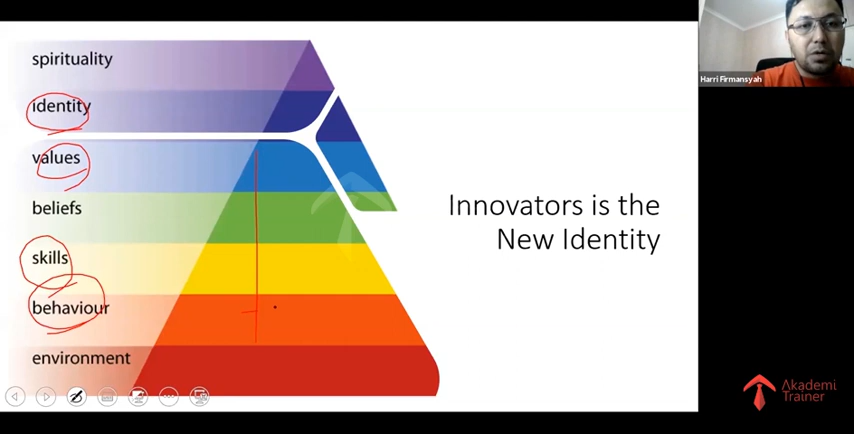 spirituality
identity
values
beliefs
skills
behaviour
environment
Innovators is the
New Identity
Harri Firmansyah
Akademi
Trainer